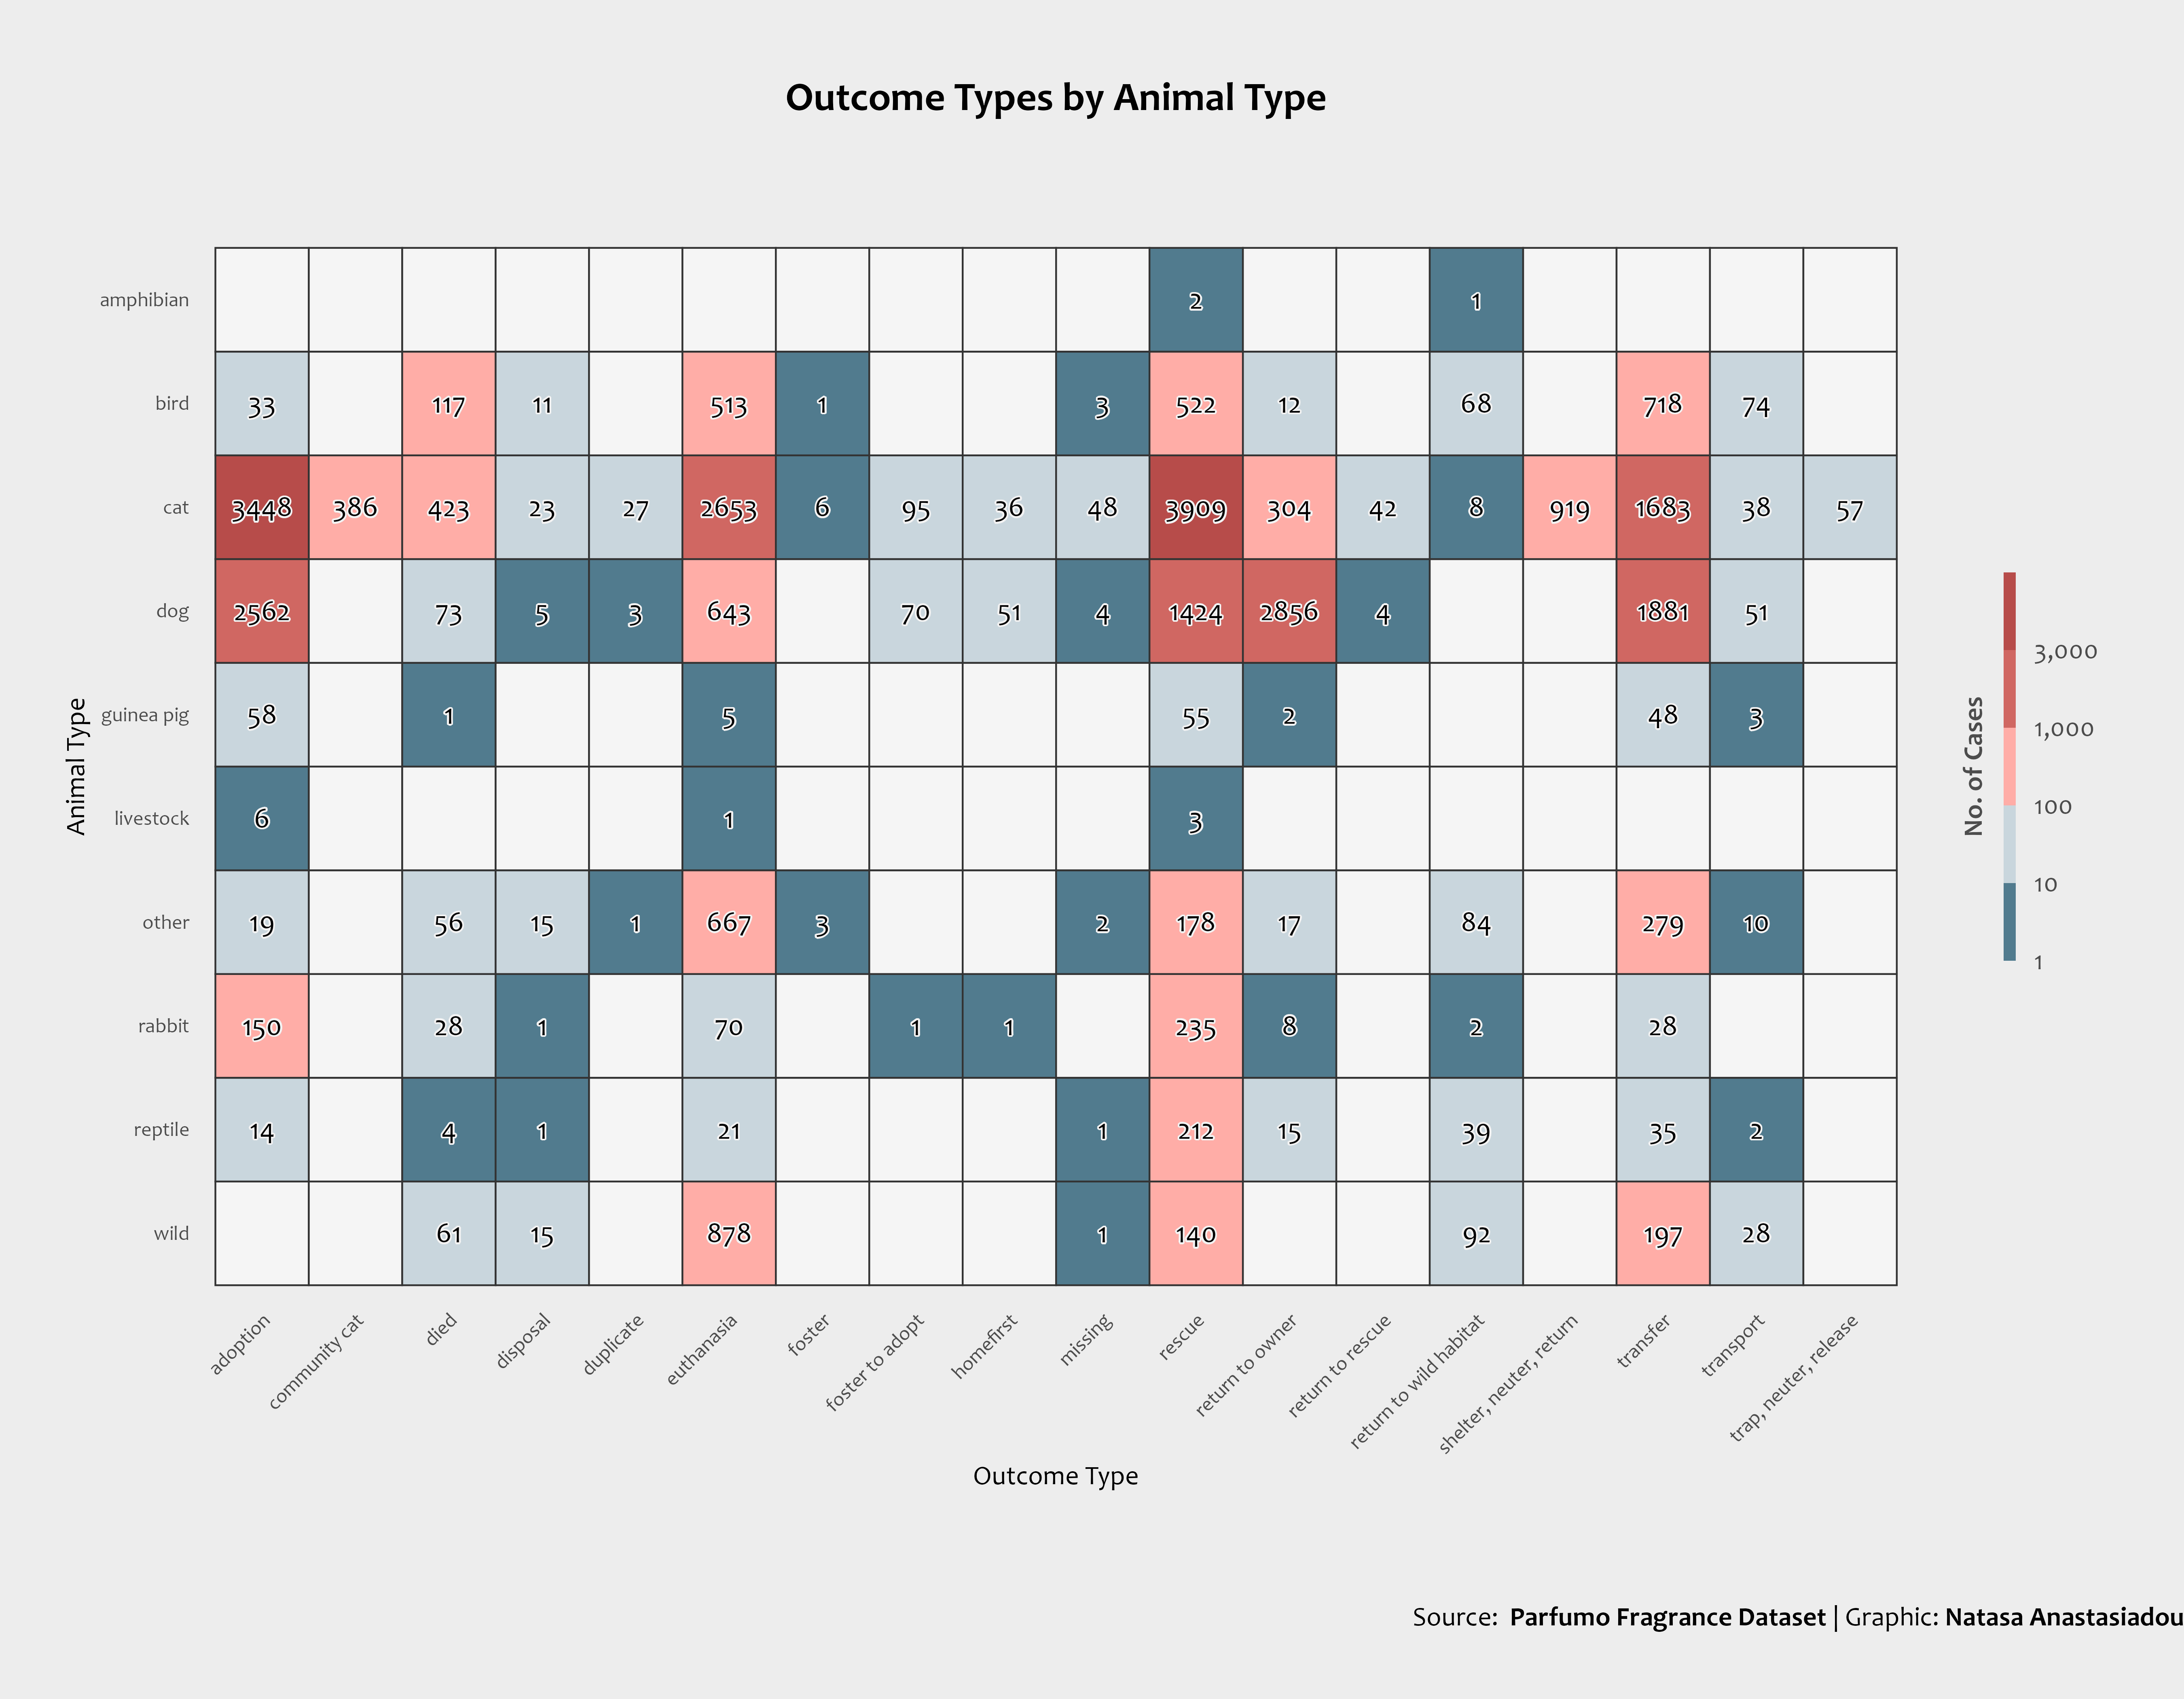 Outcome Types by Animal Type
amphibian 2 1
bird 33 117 11 513 1 3 522 12 68 718 74
cat 3448 386 423 23 27 2653 6 95 36 48 3909 304 42 8 919 1683 38 57
dog 2562 73 5 3 643 70 51 4 1424 2856 4 1881 51
guinea pig 58 1 5 55 2 48 3
livestock 6 1 3
other 19 56 15 1 667 3 2 178 17 84 279 10
rabbit 150 28 1 70 1 1 235 8 2 28
reptile 14 4 1 21 1 212 15 39 35 2
wild 61 15 878 1 140 92 197 28
Animal Type
adoption
community cat
died
disposal
duplicate
euthanasia
foster
foster to adopt
homefirst
missing
rescue
return to owner
return to rescue
return to wild habitat
shelter, neuter, return
transfer
transport
trap, neuter, release
Outcome Type
No. of Cases
3,000
1,000
100
10
1
Source: Parfumo Fragrance Dataset | Graphic: Natasa Anastasiadou